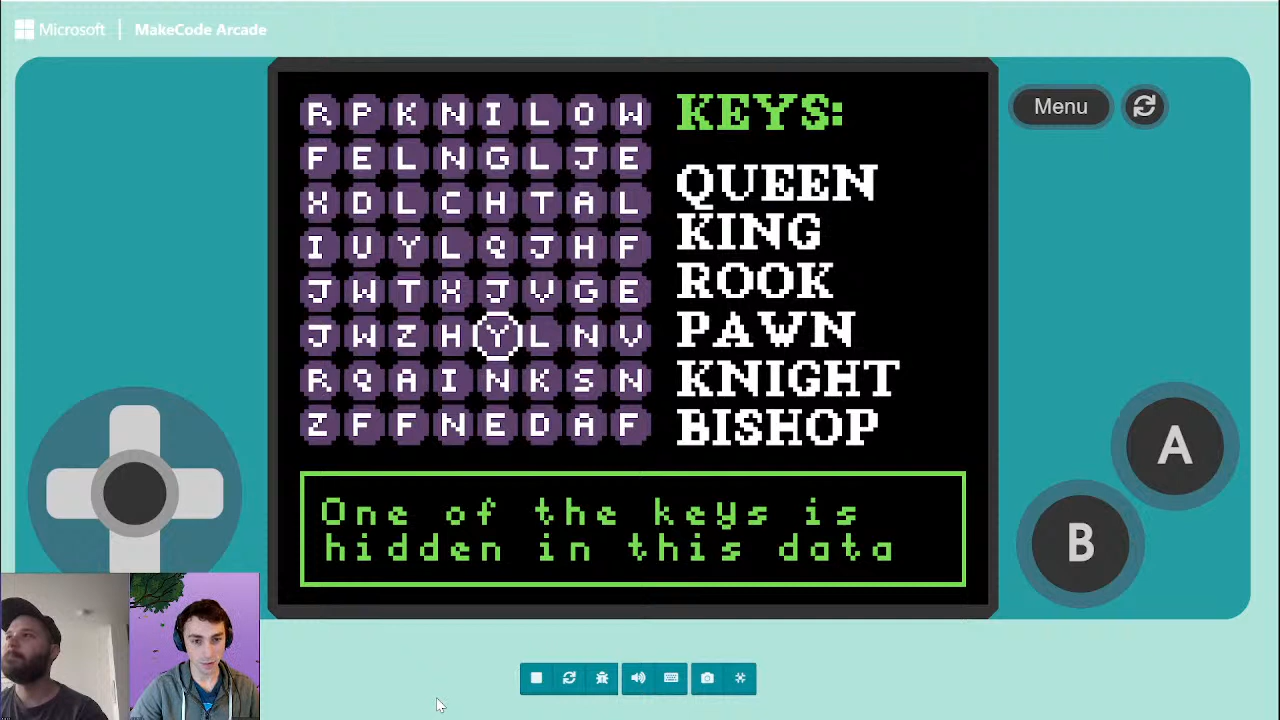 Microsoft | MakeCode Arcade
Menu
R P K N I L O W
F E L N G L J E
X D L C H T A L
I U Y L Q J H F
J W T X J V G E
J W Z H Y L N V
R Q A I N K S N
Z F F N E D A F
KEYS:
QUEEN
KING
ROOK
PAWN
KNIGHT
BISHOP
One of the keys is
hidden in this data
A
B